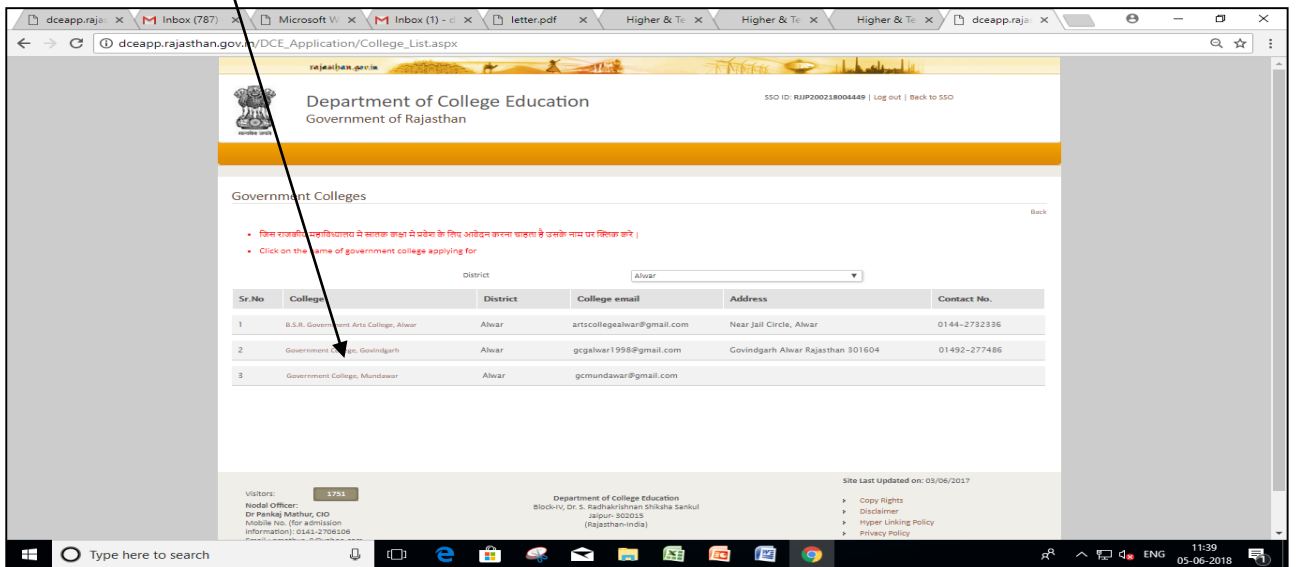 dceapp.raja:
Inbox (787)
Microsoft W
Inbox (1) - d
letter.pdf
Higher & Te
Higher & Te
Higher & Te
dceapp.raja:
dceapp.rajasthan.gov.in/DCE_Application/College_List.aspx
rajasthan.gov.in
Department of College Education
Government of Rajasthan
SSO ID: RJJP200218004449 | Log out | Back to SSO
Government Colleges
Back
जिस राजकीय महाविध्यालय मे स्नातक कक्षा मे प्रवेश के लिए आवेदन करना चाहता है उसके नाम पर क्लिक करे |
Click on the name of government college applying for
District Alwar
Sr.No College District College email Address Contact No.
1 B.S.R. Government Arts College, Alwar Alwar artscollegealwar@gmail.com Near Jail Circle, Alwar 0144-2732336
2 Government College, Govindgarh Alwar gcgalwar1998@gmail.com Govindgarh Alwar Rajasthan 301604 01492-277486
3 Government College, Mundawar Alwar gcmundawar@gmail.com
Visitors: 1751
Nodal Officer:
Dr Pankaj Mathur, CIO
Mobile No. (for admission
information): 0141-2706106
Department of College Education
Block-IV, Dr. S. Radhakrishnan Shiksha Sankul
Jaipur- 302015
(Rajasthan-India)
Site Last Updated on: 03/06/2017
Copy Rights
Disclaimer
Hyper Linking Policy
Privacy Policy
Type here to search
ENG
11:39
05-06-2018